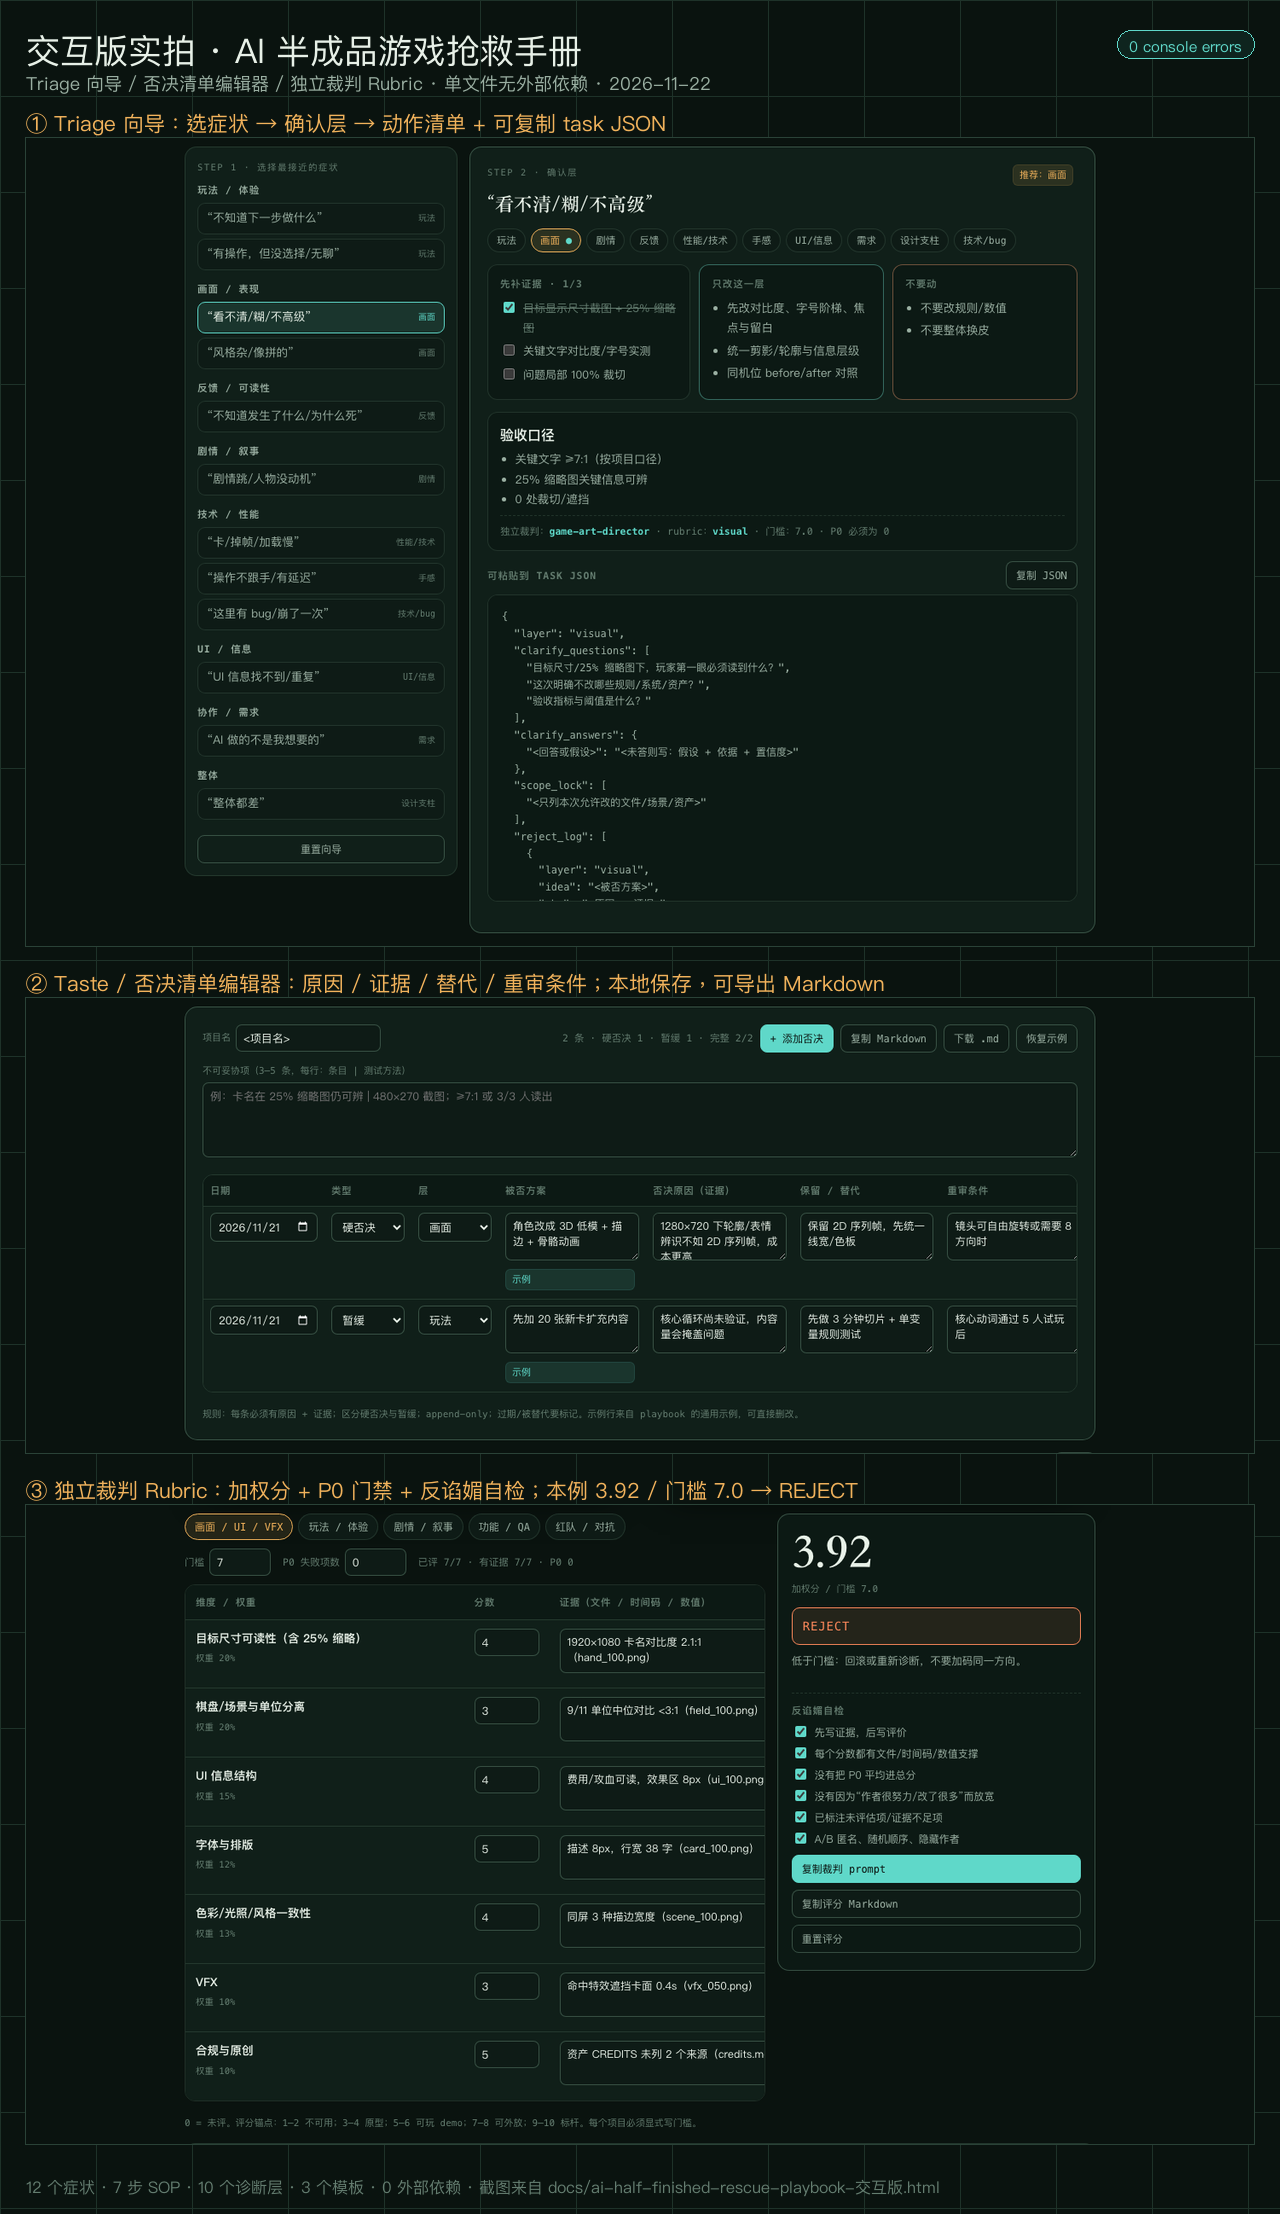 交互版实拍 · AI 半成品游戏抢救手册
0 console errors
Triage 向导 / 否决清单编辑器 / 独立裁判 Rubric · 单文件无外部依赖 · 2026-11-22
① Triage 向导：选症状 → 确认层 → 动作清单 + 可复制 task JSON
STEP 1 · 选择最接近的症状
玩法 / 体验
“不知道下一步做什么” 玩法
“有操作，但没选择/无聊” 玩法
画面 / 表现
“看不清/糊/不高级” 画面
“风格杂/像拼的” 画面
反馈 / 可读性
“不知道发生了什么/为什么死” 反馈
剧情 / 叙事
“剧情跳/人物没动机” 剧情
技术 / 性能
“卡/掉帧/加载慢” 性能/技术
“操作不跟手/有延迟” 手感
“这里有 bug/崩了一次” 技术/bug
UI / 信息
“UI 信息找不到/重复” UI/信息
协作 / 需求
“AI 做的不是我想要的” 需求
整体
“整体都差” 设计支柱
重置向导
STEP 2 · 确认层
推荐: 画面
“看不清/糊/不高级”
玩法 画面 剧情 反馈 性能/技术 手感 UI/信息 需求 设计支柱 技术/bug
先补证据 · 1/3
目标显示尺寸截图 + 25% 缩略
图
关键文字对比度/字号实测
问题局部 100% 裁切
只改这一层
• 先改对比度、字号阶梯、焦
点与留白
• 统一剪影/轮廓与信息层级
• 同机位 before/after 对照
不要动
• 不要改规则/数值
• 不要整体换皮
验收口径
• 关键文字 ≥7:1（按项目口径）
• 25% 缩略图关键信息可辨
• 0 处裁切/遮挡
独立裁判: game-art-director · rubric: visual · 门槛: 7.0 · P0 必须为 0
可粘贴到 TASK JSON
复制 JSON
{
"layer": "visual",
"clarify_questions": [
"目标尺寸/25% 缩略图下，玩家第一眼必须读到什么？",
"这次明确不改哪些规则/系统/资产？",
"验收指标与阈值是什么？"
],
"clarify_answers": {
"<回答或假设>": "<未答则写: 假设 + 依据 + 置信度>"
},
"scope_lock": [
"<只列本次允许改的文件/场景/资产>"
],
"reject_log": [
{
"layer": "visual",
"idea": "<被否方案>",
② Taste / 否决清单编辑器：原因 / 证据 / 替代 / 重审条件；本地保存，可导出 Markdown
项目名 <项目名>
2 条 · 硬否决 1 · 暂缓 1 · 完整 2/2
+ 添加否决
复制 Markdown
下载 .md
恢复示例
不可妥协项（3–5 条，每行: 条目 | 测试方法）
例：卡名在 25% 缩略图仍可辨 | 480×270 截图；≥7:1 或 3/3 人读出
日期 类型 层 被否方案 否决原因（证据） 保留 / 替代 重审条件
2026/11/21 硬否决 画面
角色改成 3D 低模 + 描
边 + 骨骼动画
1280×720 下轮廓/表情
辨识不如 2D 序列帧，成
本更高
保留 2D 序列帧，先统一
线宽/色板
镜头可自由旋转或需要 8
方向时
示例
2026/11/21 暂缓 玩法
先加 20 张新卡扩充内容
核心循环尚未验证，内容
量会掩盖问题
先做 3 分钟切片 + 单变
量规则测试
核心动词通过 5 人试玩
后
示例
规则: 每条必须有原因 + 证据；区分硬否决与暂缓；append-only；过期/被替代要标记。示例行来自 playbook 的通用示例，可直接删改。
③ 独立裁判 Rubric：加权分 + P0 门禁 + 反谄媚自检；本例 3.92 / 门槛 7.0 → REJECT
画面 / UI / VFX 玩法 / 体验 剧情 / 叙事 功能 / QA 红队 / 对抗
门槛 7 P0 失败项数 0 已评 7/7 · 有证据 7/7 · P0 0
维度 / 权重 分数 证据（文件 / 时间码 / 数值）
目标尺寸可读性（含 25% 缩略）
权重 20%
4
1920×1080 卡名对比度 2.1:1
（hand_100.png）
棋盘/场景与单位分离
权重 20%
3
9/11 单位中位对比 <3:1（field_100.png）
UI 信息结构
权重 15%
4
费用/攻血可读，效果区 8px（ui_100.png
字体与排版
权重 12%
5
描述 8px，行宽 38 字（card_100.png）
色彩/光照/风格一致性
权重 13%
4
同屏 3 种描边宽度（scene_100.png）
VFX
权重 10%
3
命中特效遮挡卡面 0.4s（vfx_050.png）
合规与原创
权重 10%
5
资产 CREDITS 未列 2 个来源（credits.m
0 = 未评。评分锚点: 1–2 不可用；3–4 原型；5–6 可玩 demo；7–8 可外放；9–10 标杆。每个项目必须显式写门槛。
3.92
加权分 / 门槛 7.0
REJECT
低于门槛：回滚或重新诊断，不要加码同一方向。
反谄媚自检
先写证据，后写评价
每个分数都有文件/时间码/数值支撑
没有把 P0 平均进总分
没有因为“作者很努力/改了很多”而放宽
已标注未评估项/证据不足项
A/B 匿名、随机顺序、隐藏作者
复制裁判 prompt
复制评分 Markdown
重置评分
12 个症状 · 7 步 SOP · 10 个诊断层 · 3 个模板 · 0 外部依赖 · 截图来自 docs/ai-half-finished-rescue-playbook-交互版.html